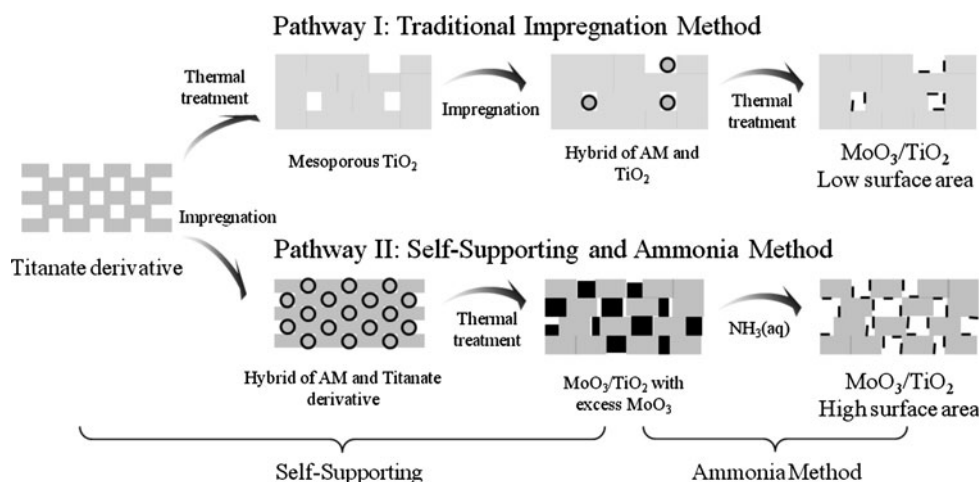 Pathway I: Traditional Impregnation Method
Thermal
treatment
Impregnation
Thermal
treatment
Mesoporous TiO₂
Hybrid of AM and
TiO₂
MoO₃/TiO₂
Low surface area
Titanate derivative
Impregnation
Pathway II: Self-Supporting and Ammonia Method
Thermal
treatment
NH₃(aq)
Hybrid of AM and Titanate
derivative
MoO₃/TiO₂ with
excess MoO₃
MoO₃/TiO₂
High surface area
Self-Supporting
Ammonia Method